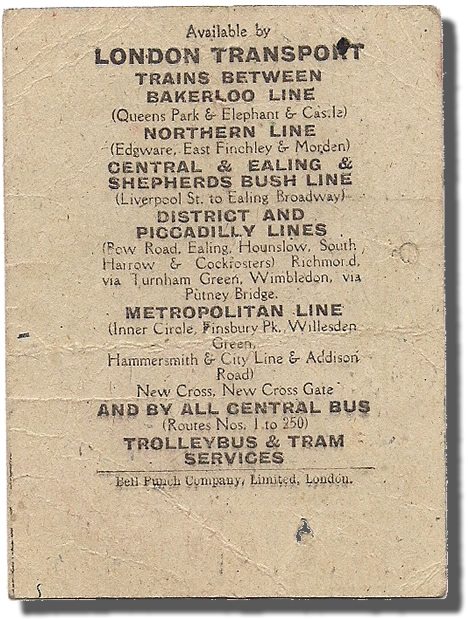 Available by
LONDON TRANSPORT
TRAINS BETWEEN
BAKERLOO LINE
(Queens Park & Elephant & Castle)
NORTHERN LINE
(Edgware, East Finchley & Morden)
CENTRAL & EALING &
SHEPHERDS BUSH LINE
(Liverpool St. to Ealing Broadway)
DISTRICT AND
PICCADILLY LINES
(Bow Road, Ealing, Hounslow, South
Harrow & Cockfosters) Richmond,
via Turnham Green, Wimbledon, via
Putney Bridge.
METROPOLITAN LINE
(Inner Circle, Finsbury Pk., Willesden
Green,
Hammersmith & City Line & Addison
Road)
New Cross, New Cross Gate
AND BY ALL CENTRAL BUS
(Routes Nos. 1 to 250)
TROLLEYBUS & TRAM
SERVICES
Bell Punch Company, Limited, London.